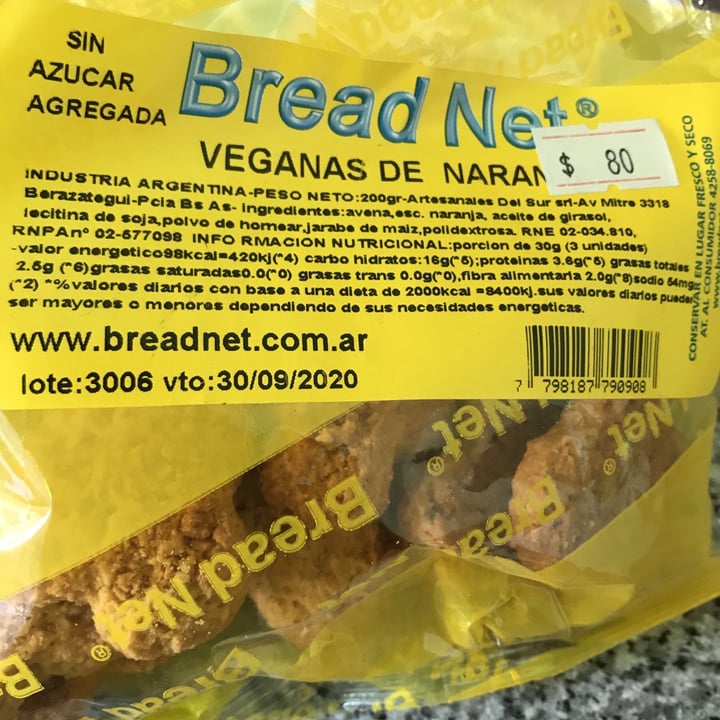 SIN
AZUCAR
AGREGADA
Bread Net®
VEGANAS DE NARAN
$ 80
INDUSTRIA ARGENTINA-PESO NETO:200gr-Artesanales Del Sur srl-Av Mitre 3318
Berazategui-Pcia Bs As- Ingredientes:avena,esc. naranja, aceite de girasol,
lecitina de soja,polvo de hornear,jarabe de maiz,polidextrosa. RNE 02-034.810,
RNPAnº 02-577098 INFO RMACION NUTRICIONAL:porcion de 30g (3 unidades)
-valor energetico98kcal=420kj(*4) carbo hidratos:16g(*5);proteinas 3.6g(*5) grasas totales
2.5g (*6)grasas saturadas0.0(*0) grasas trans 0.0g(*0),fibra alimentaria 2.0g(*8)sodio 54mg
(*2) *%valores diarios con base a una dieta de 2000kcal =8400kj.sus valores diarios pueden
ser mayores o menores dependiendo de sus necesidades energeticas.
www.breadnet.com.ar
lote:3006 vto:30/09/2020
7 798187 790908
CONSERVAR EN LUGAR FRESCO Y SECO
AT. AL CONSUMIDOR 4258-8069
Bread Net®
Bread Net®
Bread Net®
Bread